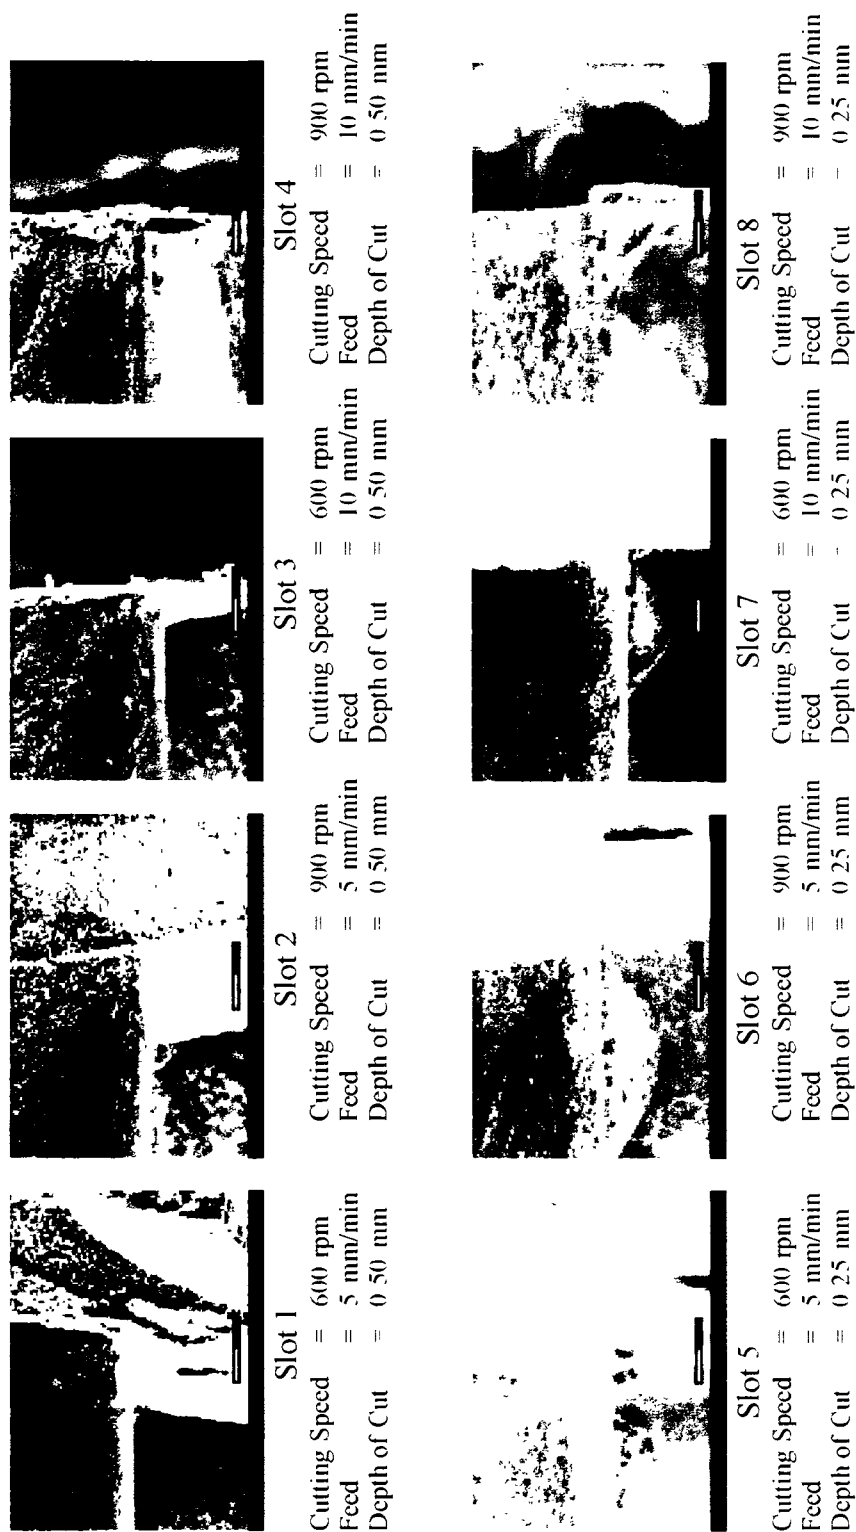 Slot 1
Cutting Speed = 600 rpm
Feed = 5 mm/min
Depth of Cut = 0 50 mm
Slot 2
Cutting Speed = 900 rpm
Feed = 5 mm/min
Depth of Cut = 0 50 mm
Slot 3
Cutting Speed = 600 rpm
Feed = 10 mm/min
Depth of Cut = 0 50 mm
Slot 4
Cutting Speed = 900 rpm
Feed = 10 mm/min
Depth of Cut = 0 50 mm
Slot 5
Cutting Speed = 600 rpm
Feed = 5 mm/min
Depth of Cut = 0 25 mm
Slot 6
Cutting Speed = 900 rpm
Feed = 5 mm/min
Depth of Cut = 0 25 mm
Slot 7
Cutting Speed = 600 rpm
Feed = 10 mm/min
Depth of Cut - 0 25 mm
Slot 8
Cutting Speed = 900 rpm
Feed = 10 mm/min
Depth of Cut - 0 25 mm